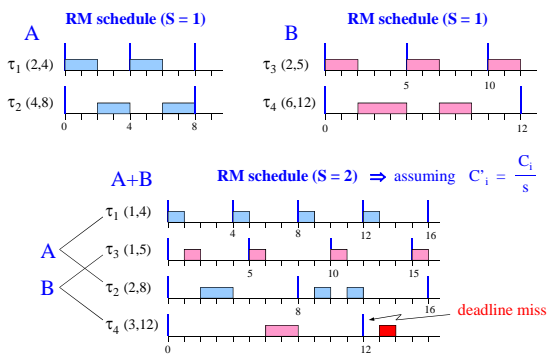 A
RM schedule (S = 1)
τ1 (2,4)
τ2 (4,8)
0 4 8
B
RM schedule (S = 1)
τ3 (2,5)
5 10
τ4 (6,12)
0 12
A+B
RM schedule (S = 2) ⇒ assuming C'i = Ci / s
τ1 (1,4)
4 8 12 16
A
τ3 (1,5)
5 10 15
B
τ2 (2,8)
8 16
deadline miss
τ4 (3,12)
0 12